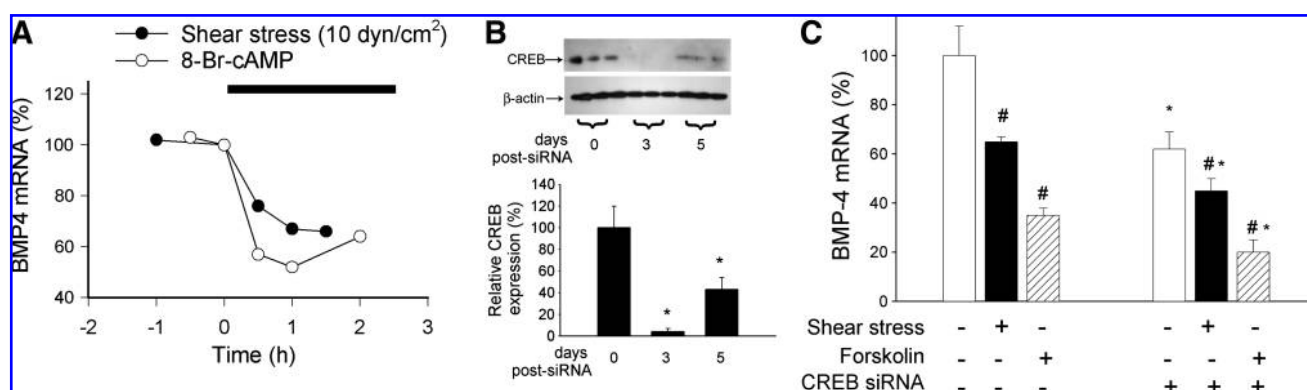 A
Shear stress (10 dyn/cm2)
8-Br-cAMP
BMP4 mRNA (%)
120
100
80
60
40
-2 -1 0 1 2 3
Time (h)
B
CREB
β-actin
days
post-siRNA
0 3 5
Relative CREB
expression (%)
140
120
100
80
60
40
20
0
* *
days
post-siRNA
0 3 5
C
BMP-4 mRNA (%)
100
80
60
40
20
0
# # * #* #*
Shear stress - + - - + -
Forskolin - - + - - +
CREB siRNA - - - + + +